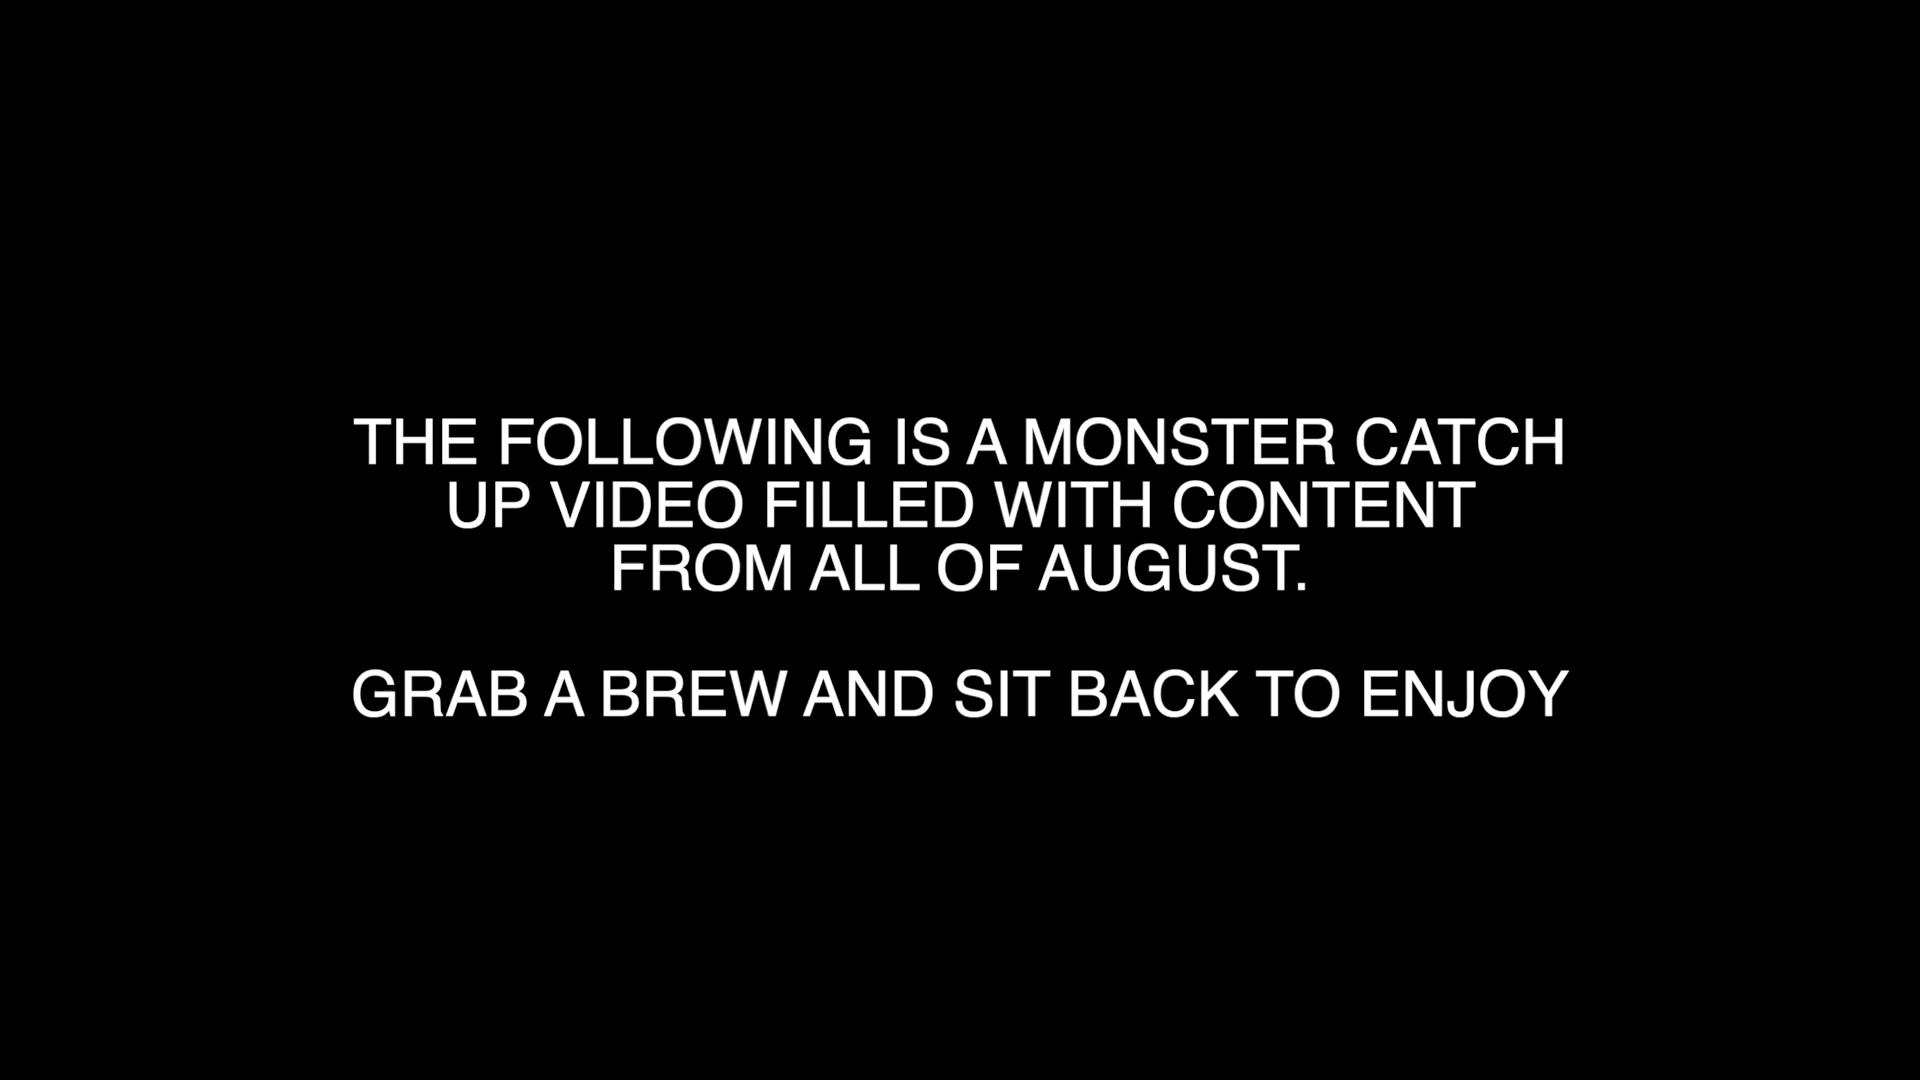 THE FOLLOWING IS A MONSTER CATCH
UP VIDEO FILLED WITH CONTENT
FROM ALL OF AUGUST.
GRAB A BREW AND SIT BACK TO ENJOY